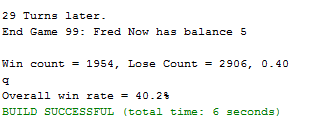 29 Turns later.
End Game 99: Fred Now has balance 5
Win count = 1954, Lose Count = 2906, 0.40
q
Overall win rate = 40.2%
BUILD SUCCESSFUL (total time: 6 seconds)